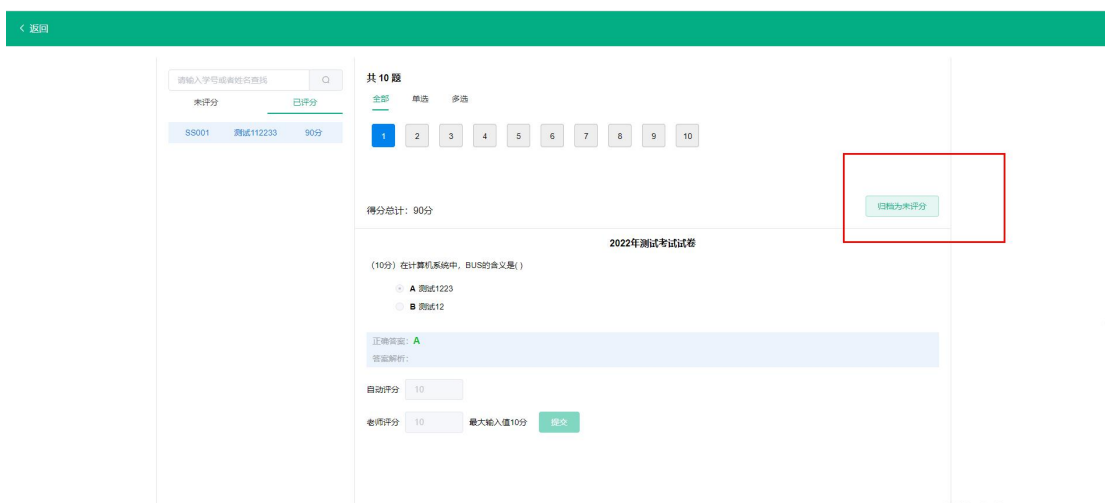 < 返回
请输入学号或者姓名查找
未评分 已评分
SS001 测试112233 90分
共 10 题
全部 单选 多选
1 2 3 4 5 6 7 8 9 10
得分总计：90分
归档为未评分
2022年测试考试试卷
（10分）在计算机系统中，BUS的含义是( )
A 测试1223
B 测试12
正确答案：A
答案解析：
自动评分 10
老师评分 10 最大输入值10分 提交